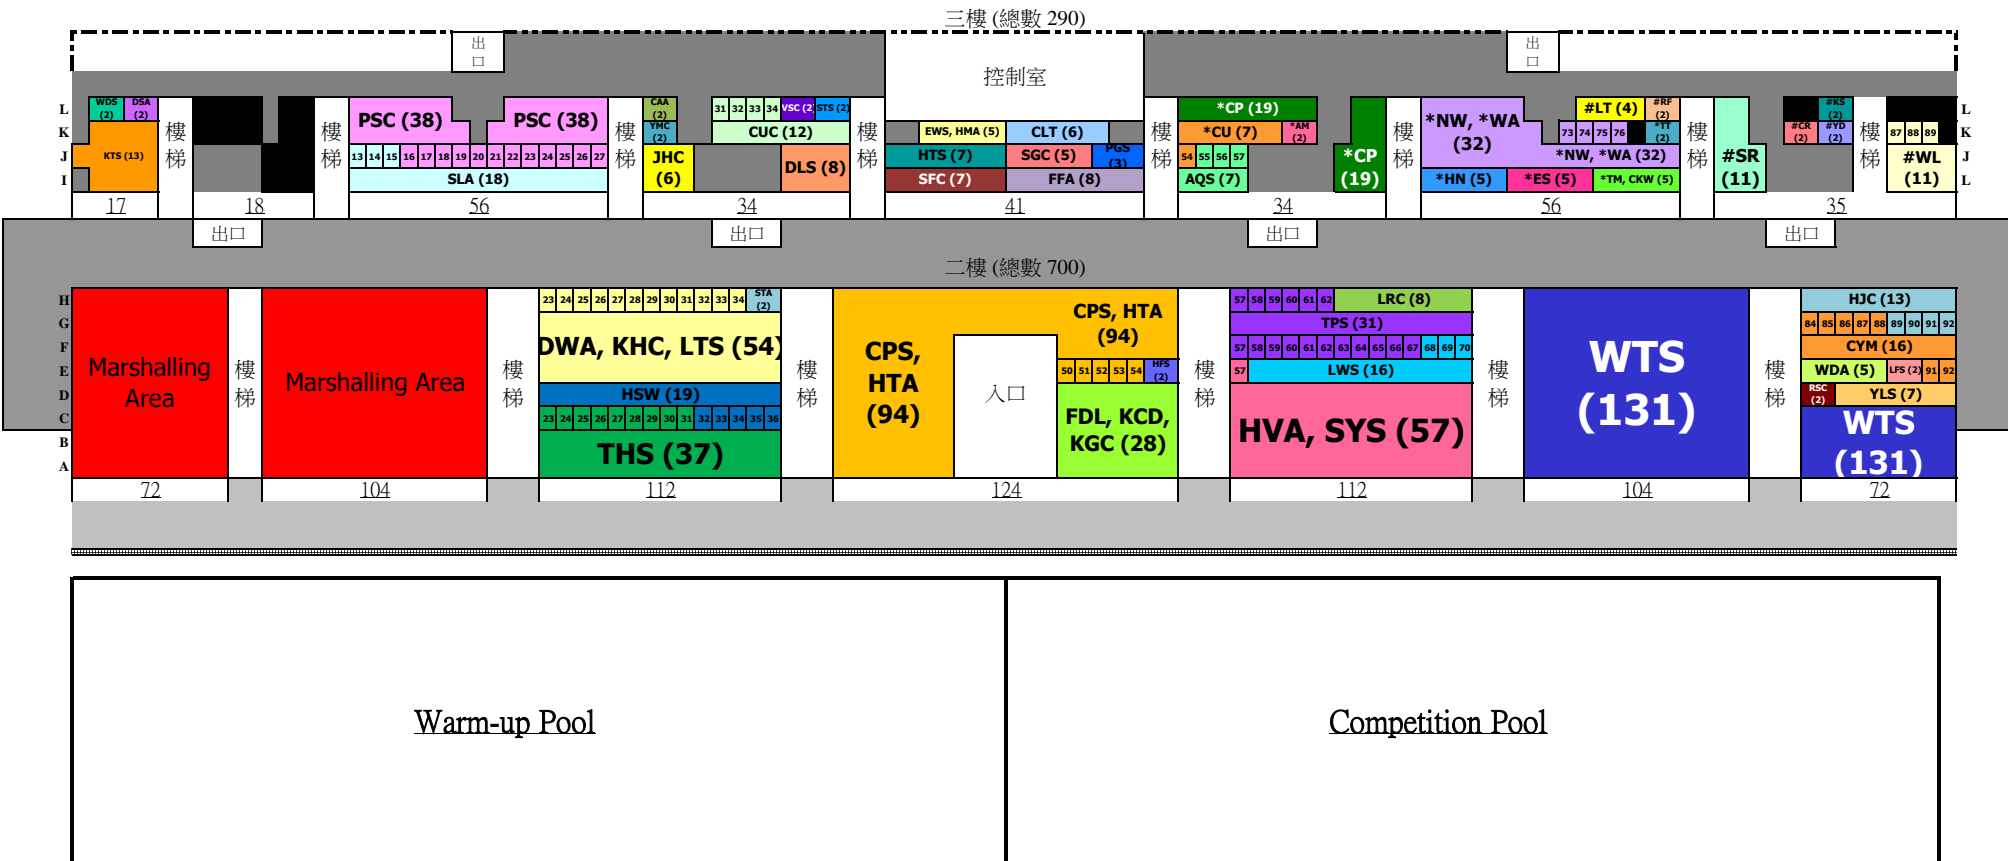 三樓 (總數 290)
出口
出口
控制室
L
WDS (2)
DSA (2)
PSC (38)
PSC (38)
CAA (2)
31 32 33 34
VSC (2)
STS (2)
*CP (19)
#LT (4)
#RF (2)
#KS (2)
L
K
YMC (2)
CUC (12)
EWS, HMA (5)
CLT (6)
*CU (7)
*AM (2)
*NW, *WA (32)
73 74 75 76
*TT (2)
#CR (2)
#YD (2)
87 88 89
K
J
KTS (13)
13 14 15 16 17 18 19 20 21 22 23 24 25 26 27
JHC (6)
DLS (8)
HTS (7)
SGC (5)
PGS (3)
54 55 56 57
*CP (19)
*NW, *WA (32)
#SR (11)
#WL (11)
J
I
SLA (18)
SFC (7)
FFA (8)
AQS (7)
*HN (5)
*ES (5)
*TM, CKW (5)
L
樓梯
樓梯
樓梯
樓梯
樓梯
樓梯
樓梯
樓梯
17 18 56 34 41 34 56 35
出口
出口
出口
出口
二樓 (總數 700)
H
23 24 25 26 27 28 29 30 31 32 33 34
STA (2)
57 58 59 60 61 62
LRC (8)
HJC (13)
G
CPS, HTA (94)
TPS (31)
84 85 86 87 88 89 90 91 92
F
DWA, KHC, LTS (54)
57 58 59 60 61 62 63 64 65 66 67 68 69 70
CYM (16)
E
Marshalling Area
Marshalling Area
CPS, HTA (94)
50 51 52 53 54
HFS (2)
57
LWS (16)
WTS (131)
WDA (5)
LFS (2)
91 92
D
HSW (19)
入口
RSC (2)
YLS (7)
C
23 24 25 26 27 28 29 30 31 32 33 34 35 36
FDL, KCD, KGC (28)
HVA, SYS (57)
WTS (131)
B
THS (37)
A
樓梯
樓梯
樓梯
樓梯
樓梯
樓梯
72 104 112 124 112 104 72
Warm-up Pool
Competition Pool